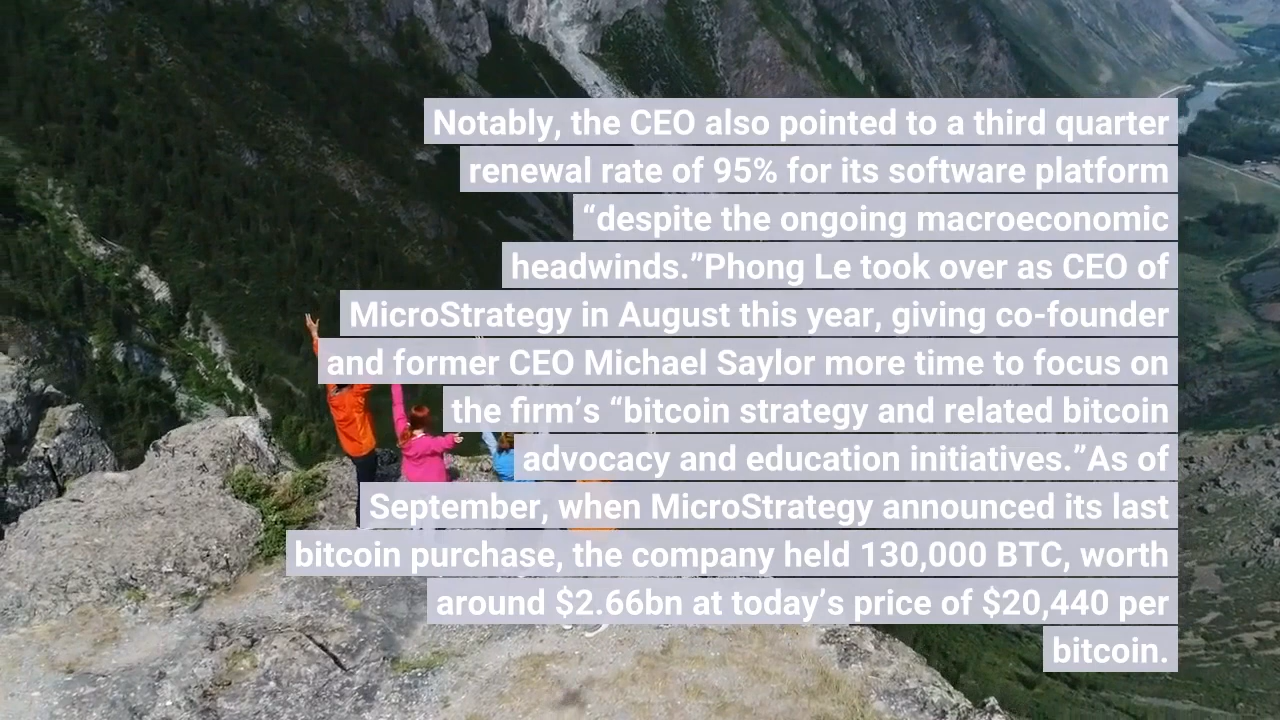 Notably, the CEO also pointed to a third quarter
renewal rate of 95% for its software platform
“despite the ongoing macroeconomic
headwinds.”Phong Le took over as CEO of
MicroStrategy in August this year, giving co-founder
and former CEO Michael Saylor more time to focus on
the firm’s “bitcoin strategy and related bitcoin
advocacy and education initiatives.”As of
September, when MicroStrategy announced its last
bitcoin purchase, the company held 130,000 BTC, worth
around $2.66bn at today’s price of $20,440 per
bitcoin.